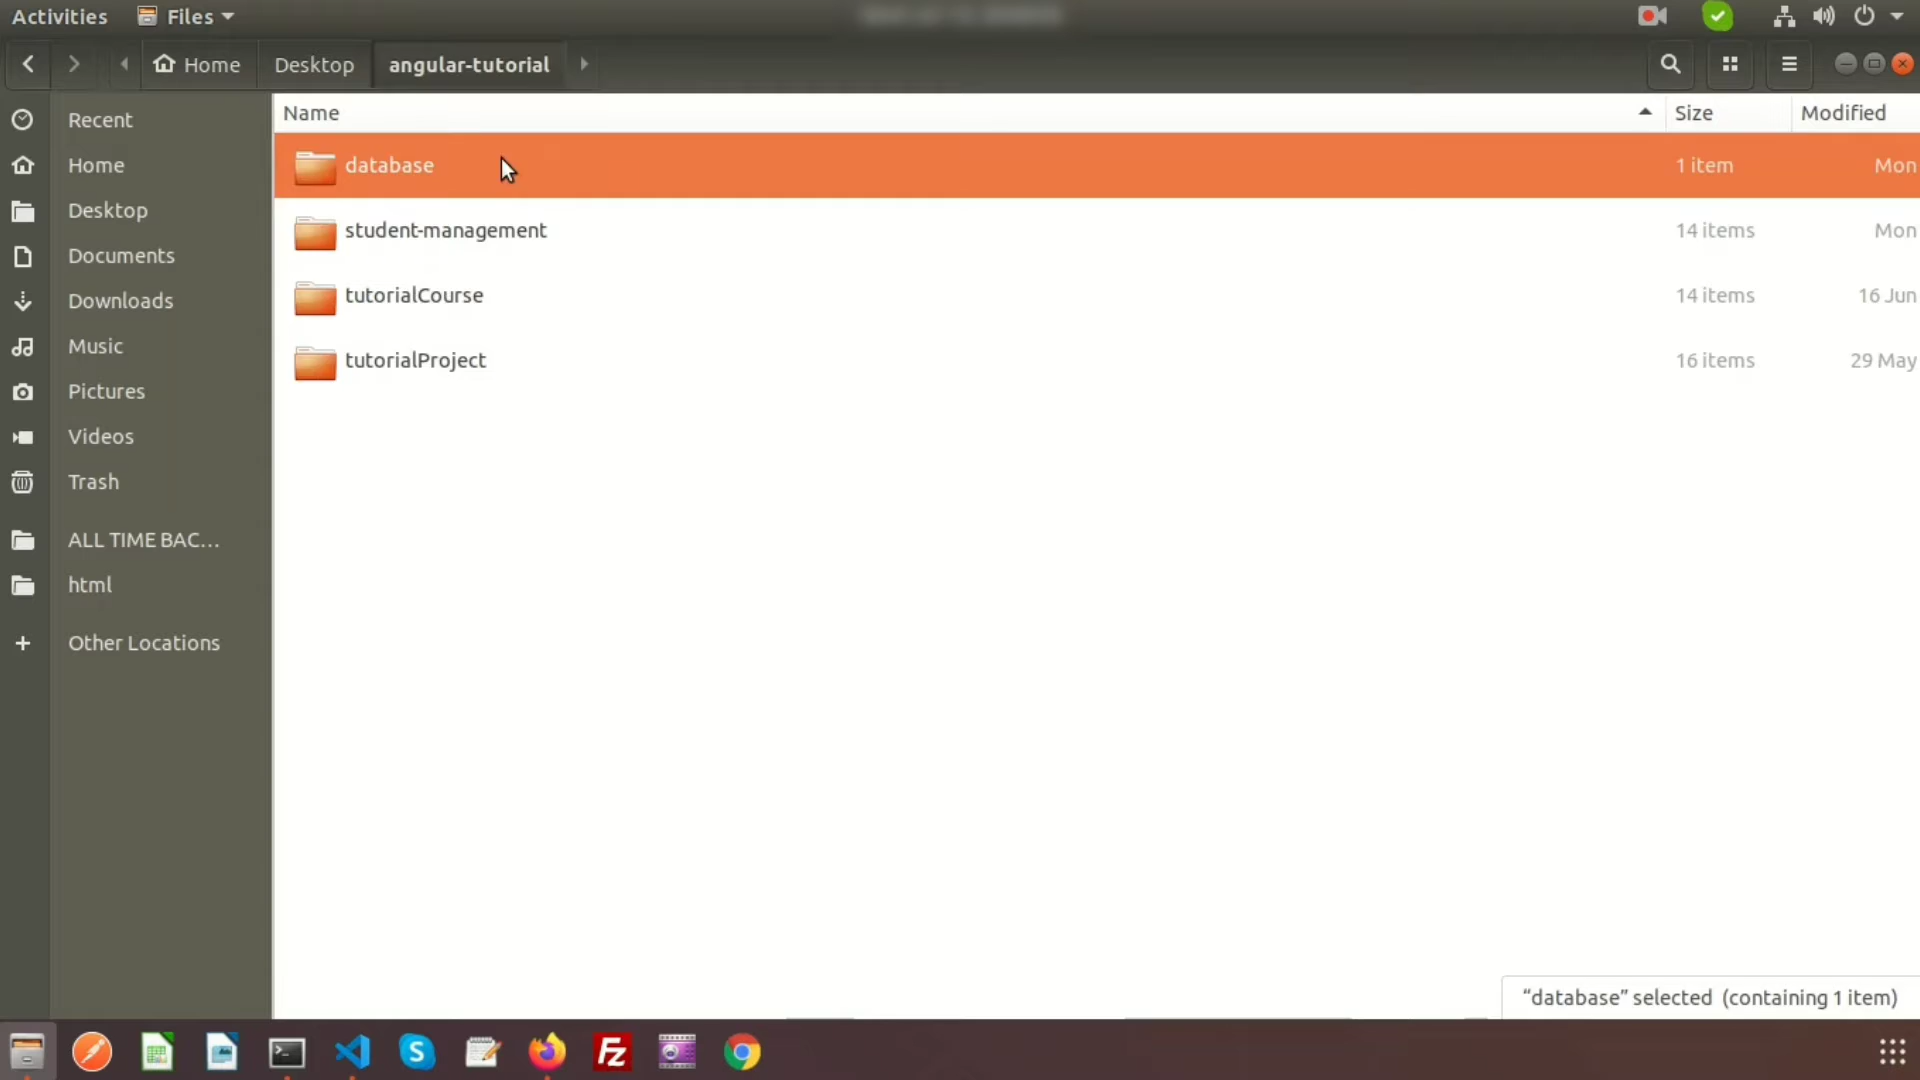 Activities Files
Home Desktop angular-tutorial
Name Size Modified
database 1 item Mon
student-management 14 items Mon
tutorialCourse 14 items 16 Jun
tutorialProject 16 items 29 May
Recent
Home
Desktop
Documents
Downloads
Music
Pictures
Videos
Trash
ALL TIME BAC...
html
Other Locations
“database” selected (containing 1 item)